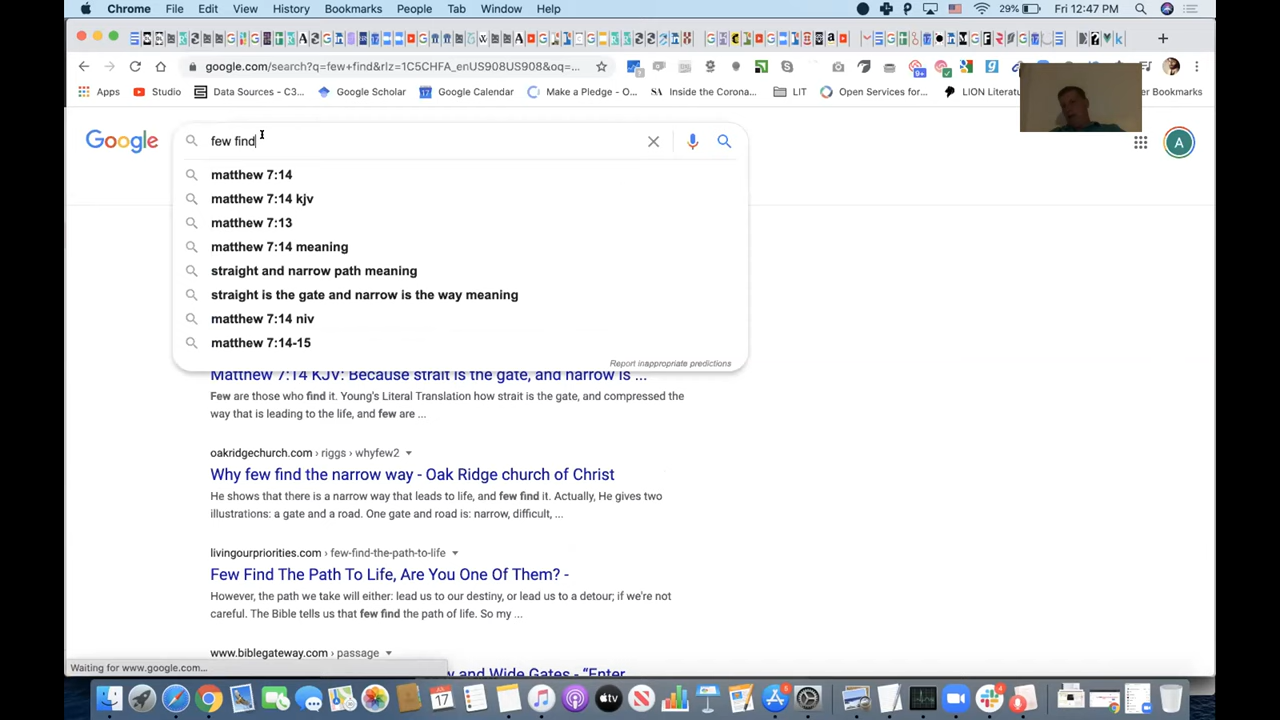 Chrome File Edit View History Bookmarks People Tab Window Help 29% Fri 12:47 PM
google.com/search?q=few+find&rlz=1C5CHFA_enUS908US908&oq=...
9+
Apps Studio Data Sources - C3... Google Scholar Google Calendar Make a Pledge - O... Inside the Corona... LIT Open Services for... LION Literatu Bookmarks
Google few find A
matthew 7:14
matthew 7:14 kjv
matthew 7:13
matthew 7:14 meaning
straight and narrow path meaning
straight is the gate and narrow is the way meaning
matthew 7:14 niv
matthew 7:14-15
Report inappropriate predictions
Matthew 7:14 KJV: Because strait is the gate, and narrow is ...
Few are those who find it. Young's Literal Translation how strait is the gate, and compressed the
way that is leading to the life, and few are ...
oakridgechurch.com › riggs › whyfew2
Why few find the narrow way - Oak Ridge church of Christ
He shows that there is a narrow way that leads to life, and few find it. Actually, He gives two
illustrations: a gate and a road. One gate and road is: narrow, difficult, ...
livingourpriorities.com › few-find-the-path-to-life
Few Find The Path To Life, Are You One Of Them? -
However, the path we take will either: lead us to our destiny, or lead us to a detour; if we're not
careful. The Bible tells us that few find the path of life. So my ...
www.biblegateway.com › passage
and Wide Gates - “Enter
Waiting for www.google.com...
17 tv